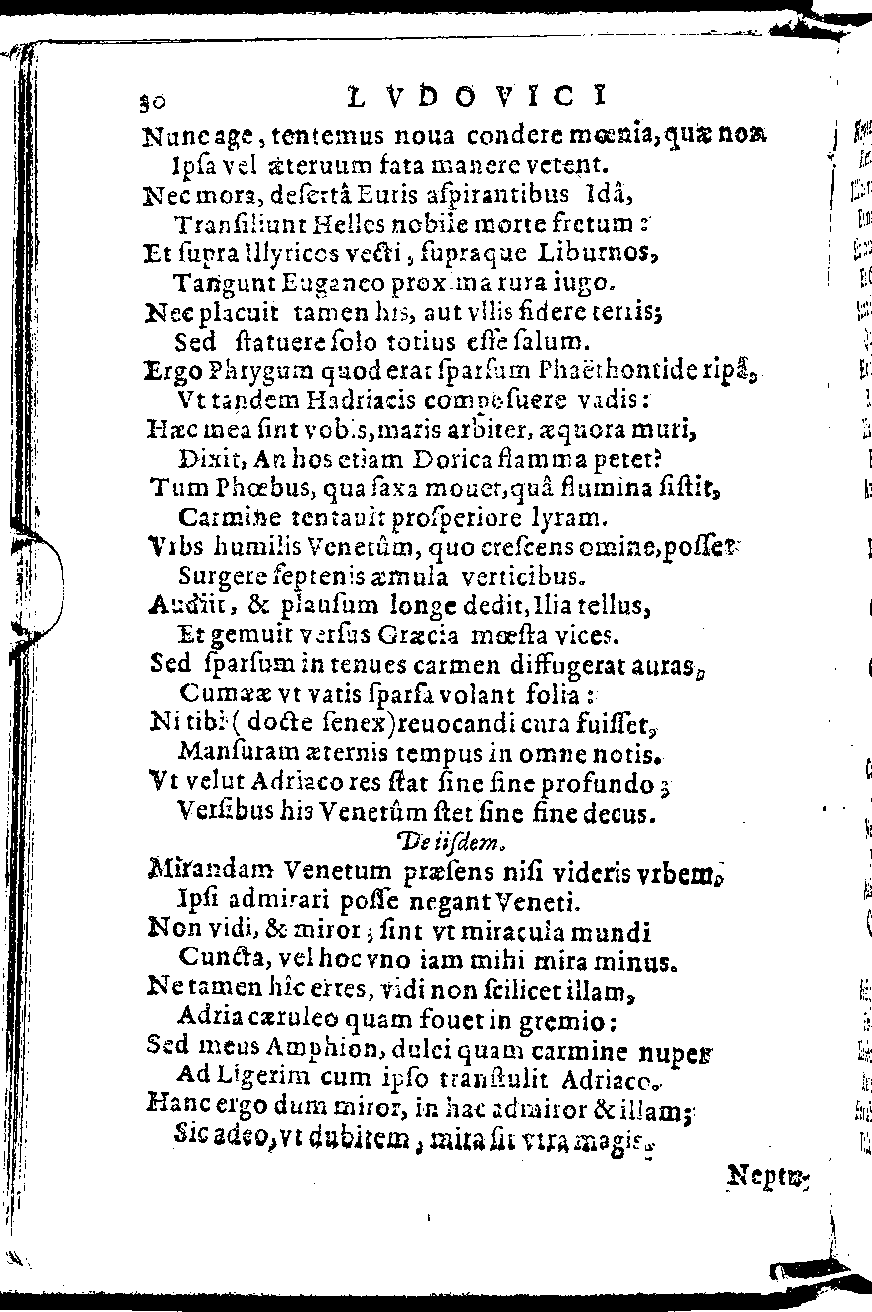 30 LVDOVICI
Nunc age, tentemus noua condere mœnia, quæ non
Ipſa vel æteruum fata manere vetent.
Nec mora, deſertâ Euris aſpirantibus Idâ,
Tranſiliunt Helles nobile morte fretum:
Et ſupra Illyricos vecti, ſupraque Liburnos,
Tangunt Euganeo proxima rura iugo.
Nec placuit tamen his, aut vllis fidere terris;
Sed ſtatuere ſolo totius eſſe ſalum.
Ergo Phrygum quod erat ſparſum Phaëthontide ripâ,
Vt tandem Hadriacis compoſuere vadis:
Hæc mea ſint vobis, maris arbiter, æquora muri,
Dixit, An hos etiam Dorica flamma petet?
Tum Phœbus, qua ſaxa mouet, quâ flumina ſiſtit,
Carmine tentauit proſperiore lyram.
Vrbs humilis Venetûm, quo creſcens omine, poſſet
Surgere ſeptenis æmula verticibus.
Audiit, & plauſum longe dedit, Ilia tellus,
Et gemuit verſus Græcia mœſta vices.
Sed ſparſum in tenues carmen diffugerat auras,
Cumææ vt vatis ſparſa volant folia:
Ni tibi (docte ſenex) reuocandi cura fuiſſet,
Manſuram æternis tempus in omne notis.
Vt velut Adriaco res ſtat ſine fine profundo;
Verſibus his Venetûm ſtet ſine fine decus.
De iiſdem.
Mirandam Venetum præſens niſi videris vrbem,
Ipſi admirari poſſe negant Veneti.
Non vidi, & miror; ſint vt miracula mundi
Cuncta, vel hoc vno iam mihi mira minus.
Ne tamen hîc erres, vidi non ſcilicet illam,
Adria cæruleo quam fouet in gremio:
Sed meus Amphion, dulci quam carmine nuper
Ad Ligerim cum ipſo tranſtulit Adriaco.
Hanc ergo dum miror, in hac admiror & illam;
Sic adeo, vt dubitem, mira ſit vtra magis.
Neptu-